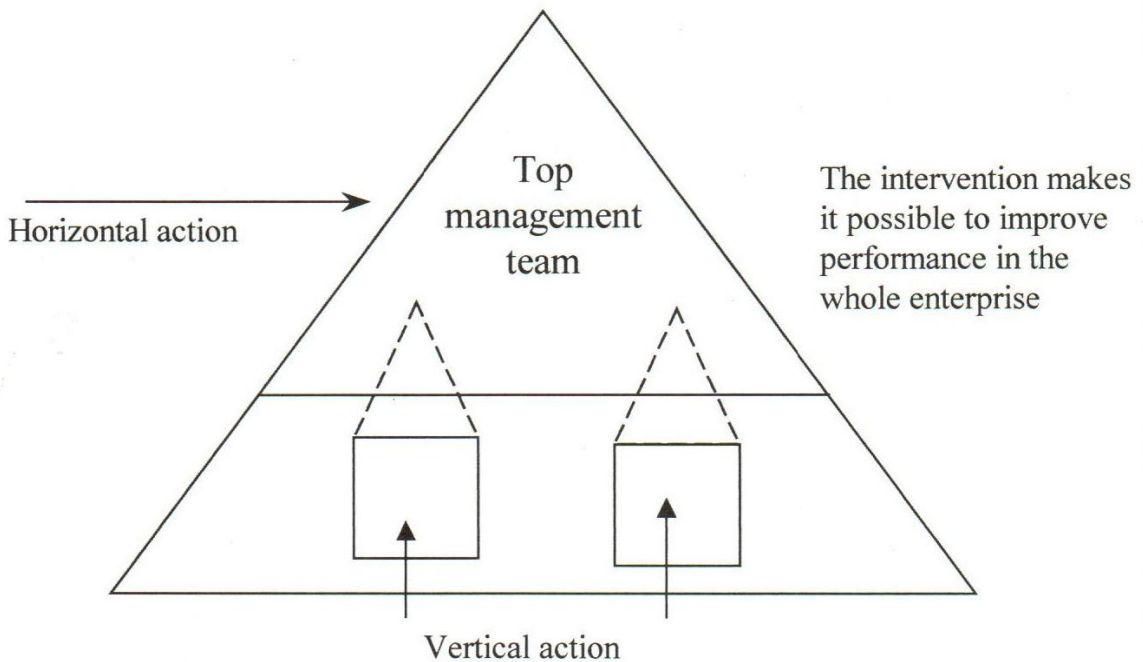 Top
management
team
Horizontal action
The intervention makes
it possible to improve
performance in the
whole enterprise
Vertical action